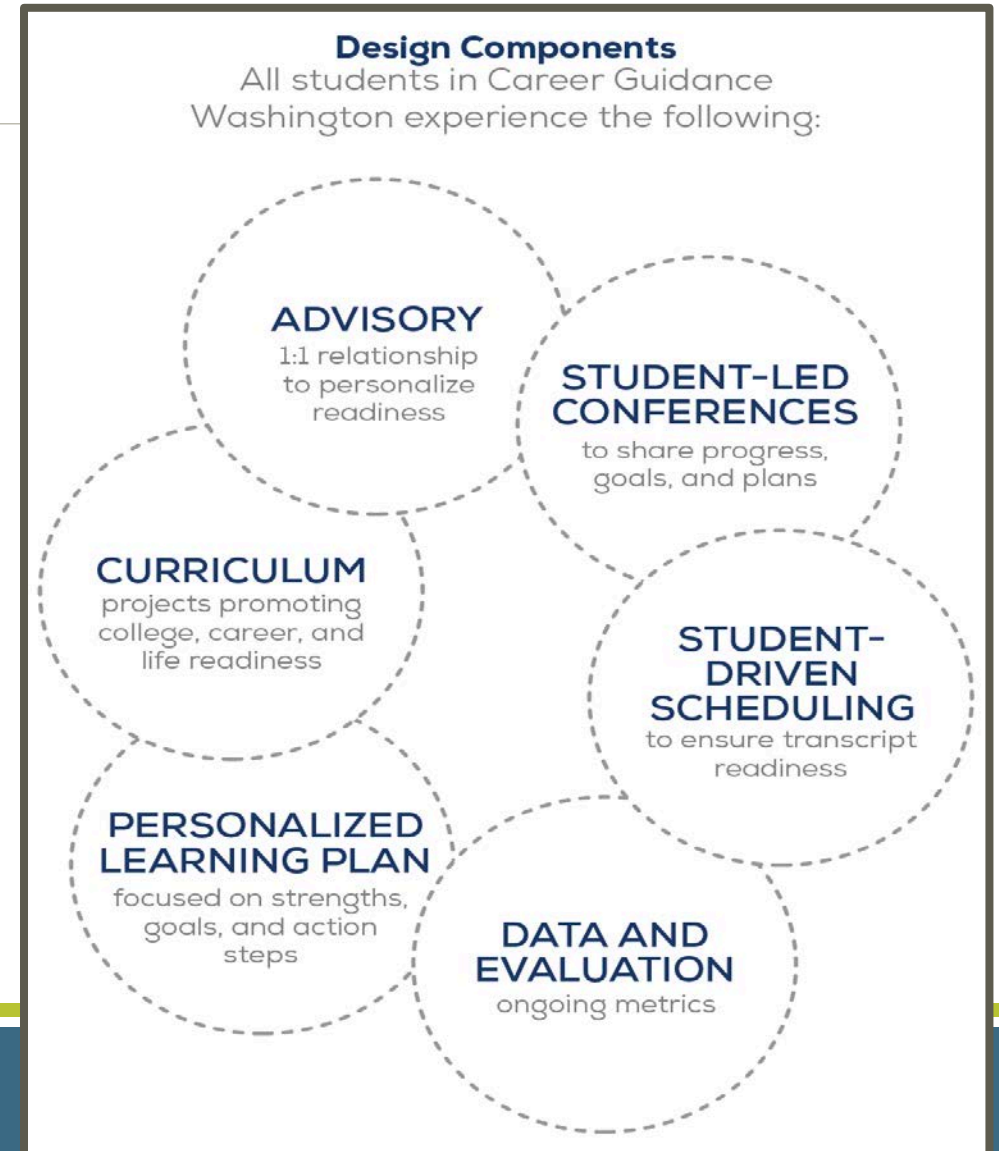 Design Components
All students in Career Guidance
Washington experience the following:
ADVISORY
1:1 relationship
to personalize
readiness
STUDENT-LED
CONFERENCES
to share progress,
goals, and plans
CURRICULUM
projects promoting
college, career, and
life readiness
STUDENT-
DRIVEN
SCHEDULING
to ensure transcript
readiness
PERSONALIZED
LEARNING PLAN
focused on strengths,
goals, and action
steps
DATA AND
EVALUATION
ongoing metrics